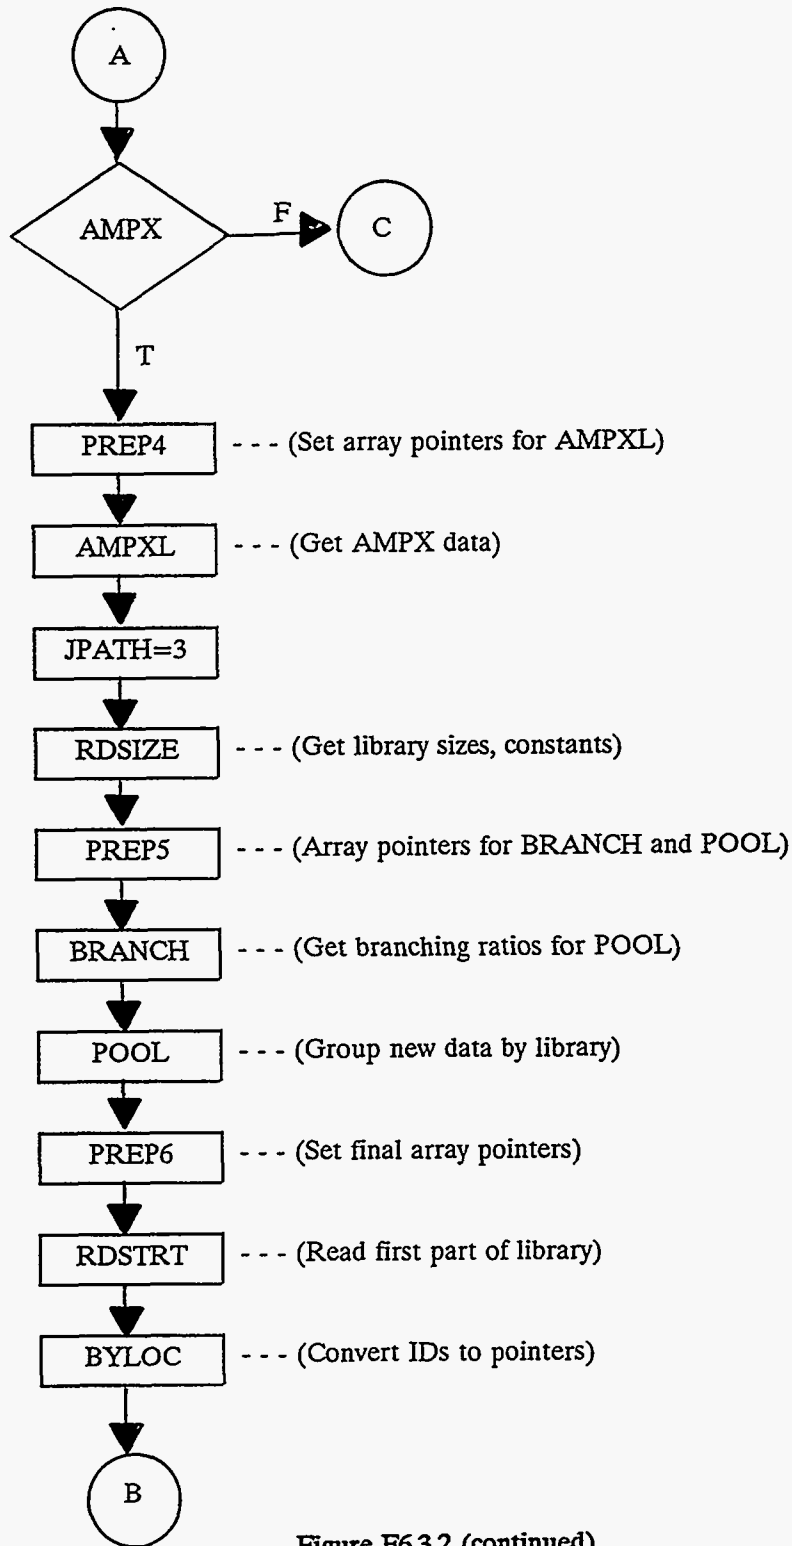 A
AMPX
F
C
T
PREP4 - - - (Set array pointers for AMPXL)
AMPXL - - - (Get AMPX data)
JPATH=3
RDSIZE - - - (Get library sizes, constants)
PREP5 - - - (Array pointers for BRANCH and POOL)
BRANCH - - - (Get branching ratios for POOL)
POOL - - - (Group new data by library)
PREP6 - - - (Set final array pointers)
RDSTRT - - - (Read first part of library)
BYLOC - - - (Convert IDs to pointers)
B
Figure F6.3.2 (continued)